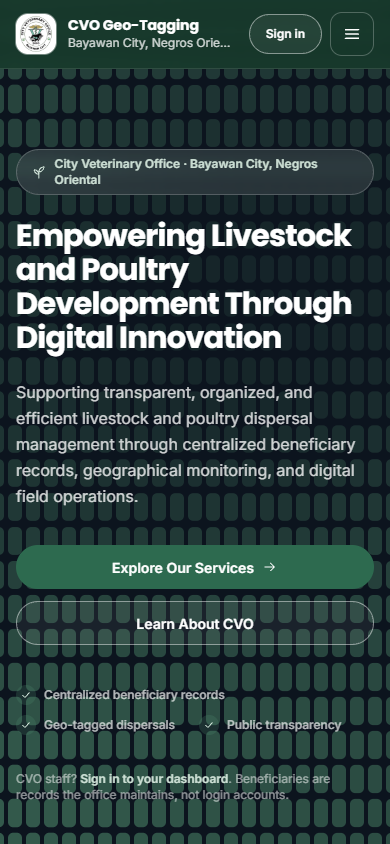 CVO Geo-Tagging
Bayawan City, Negros Orie...
Sign in
City Veterinary Office · Bayawan City, Negros
Oriental
Empowering Livestock
and Poultry
Development Through
Digital Innovation
Supporting transparent, organized, and
efficient livestock and poultry dispersal
management through centralized beneficiary
records, geographical monitoring, and digital
field operations.
Explore Our Services →
Learn About CVO
Centralized beneficiary records
Geo-tagged dispersals
Public transparency
CVO staff? Sign in to your dashboard. Beneficiaries are
records the office maintains, not login accounts.